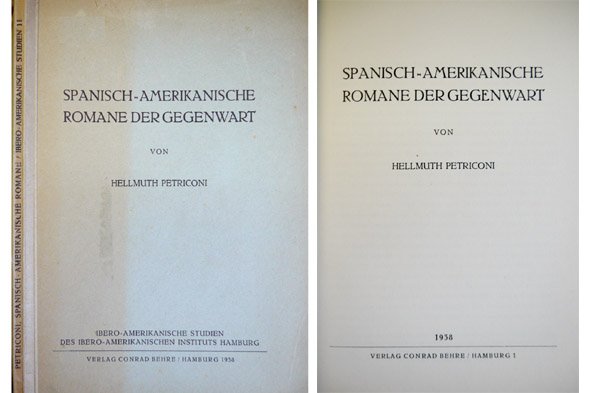 PETRICONI, SPANISCH-AMERIKANISCHE ROMANE / IBERO-AMERIKANISCHE STUDIEN 11
SPANISCH-AMERIKANISCHE
ROMANE DER GEGENWART
VON
HELLMUTH PETRICONI
IBERO-AMERIKANISCHE STUDIEN
DES IBERO-AMERIKANISCHEN INSTITUTS HAMBURG
VERLAG CONRAD BEHRE / HAMBURG 1938
SPANISCH-AMERIKANISCHE
ROMANE DER GEGENWART
VON
HELLMUTH PETRICONI
1938
VERLAG CONRAD BEHRE / HAMBURG 1